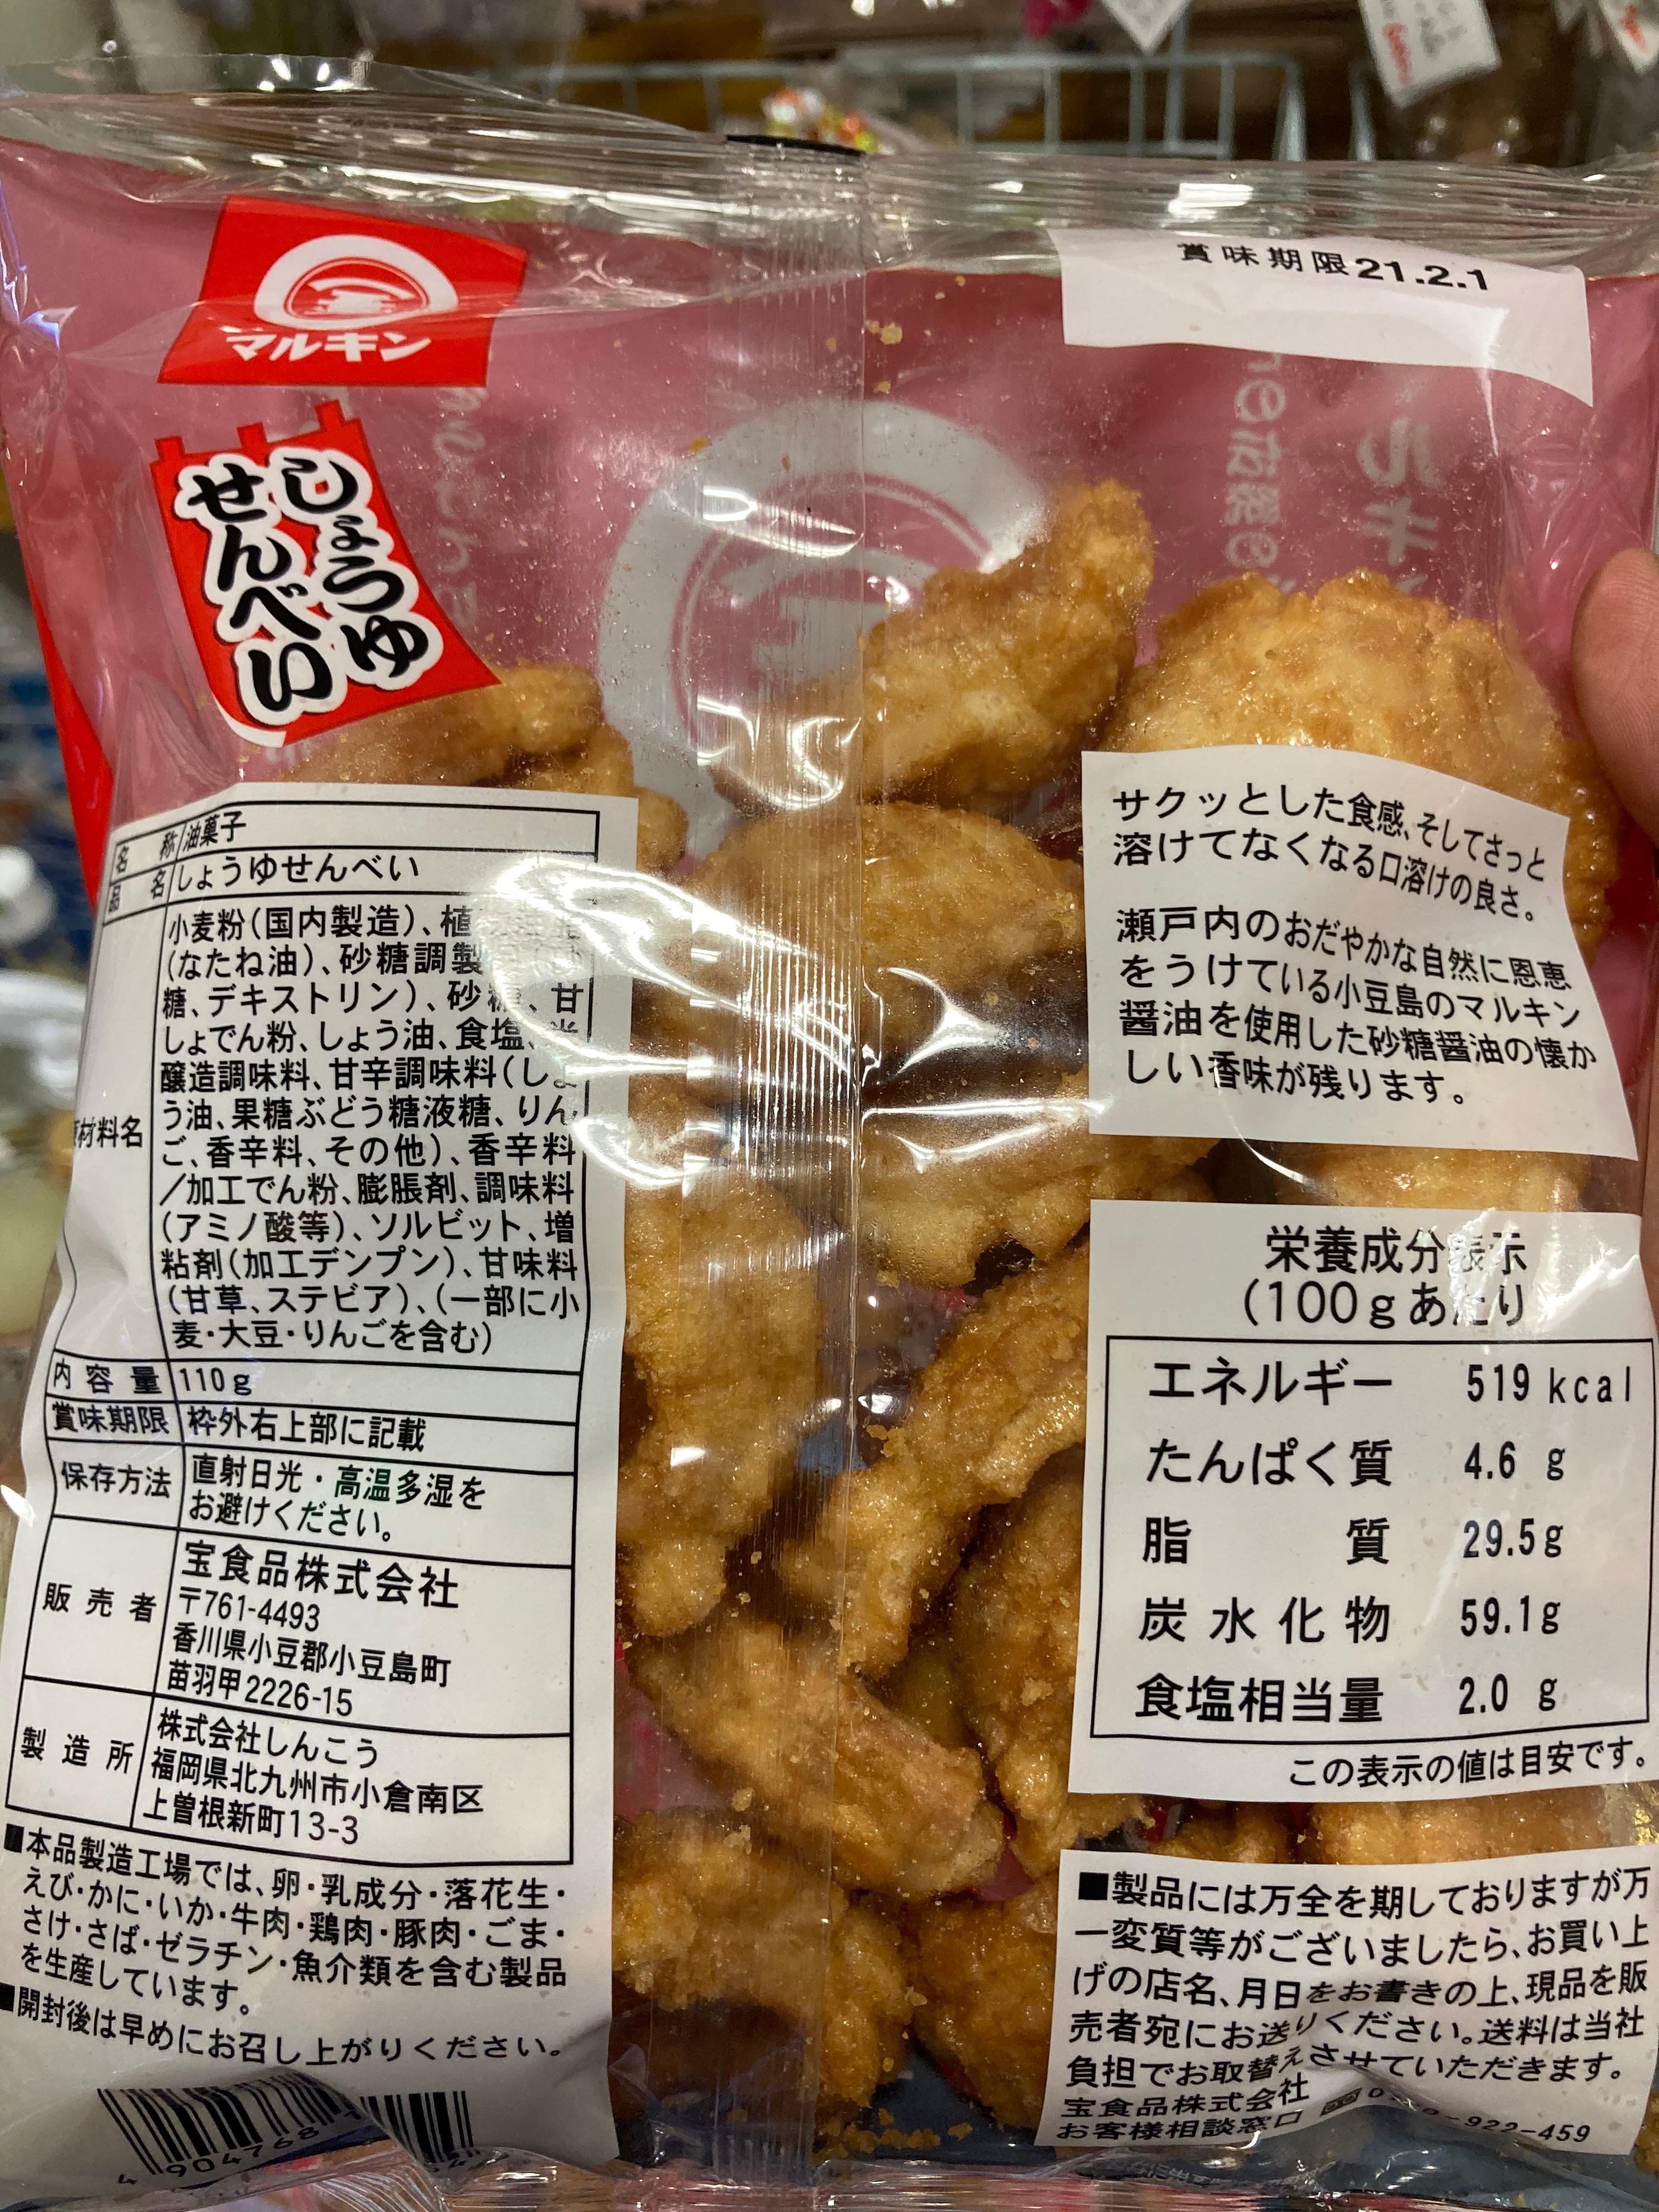 マルキン
しょうゆ
せんべい
賞味期限21.2.1
名 称 油菓子
品 名 しょうゆせんべい
材料名
小麦粉(国内製造)、植
(なたね油)、砂糖調製
糖、デキストリン)、砂糖、甘
しょでん粉、しょう油、食塩、
醸造調味料、甘辛調味料(しょ
う油、果糖ぶどう糖液糖、りん
ご、香辛料、その他)、香辛料
/加工でん粉、膨脹剤、調味料
(アミノ酸等)、ソルビット、増
粘剤(加工デンプン)、甘味料
(甘草、ステビア)、(一部に小
麦・大豆・りんごを含む)
内容量 110g
賞味期限 枠外右上部に記載
保存方法 直射日光・高温多湿を
お避けください。
販売者 宝食品株式会社
〒761-4493
香川県小豆郡小豆島町
苗羽甲2226-15
製造所 株式会社しんこう
福岡県北九州市小倉南区
上曽根新町13-3
■本品製造工場では、卵・乳成分・落花生・
えび・かに・いか・牛肉・鶏肉・豚肉・ごま・
さけ・さば・ゼラチン・魚介類を含む製品
を生産しています。
■開封後は早めにお召し上がりください。
サクッとした食感、そしてさっと
溶けてなくなる口溶けの良さ。
瀬戸内のおだやかな自然に恩恵
をうけている小豆島のマルキン
醤油を使用した砂糖醤油の懐か
しい香味が残ります。
栄養成分表示
(100gあたり
エネルギー 519kcal
たんぱく質 4.6 g
脂質 29.5g
炭水化物 59.1g
食塩相当量 2.0 g
この表示の値は目安です。
■製品には万全を期しておりますが万
一変質等がございましたら、お買い上
げの店名、月日をお書きの上、現品を販
売者宛にお送りください。送料は当社
負担でお取替えさせていただきます。
宝食品株式会社
お客様相談窓口 -922-459
4 904768